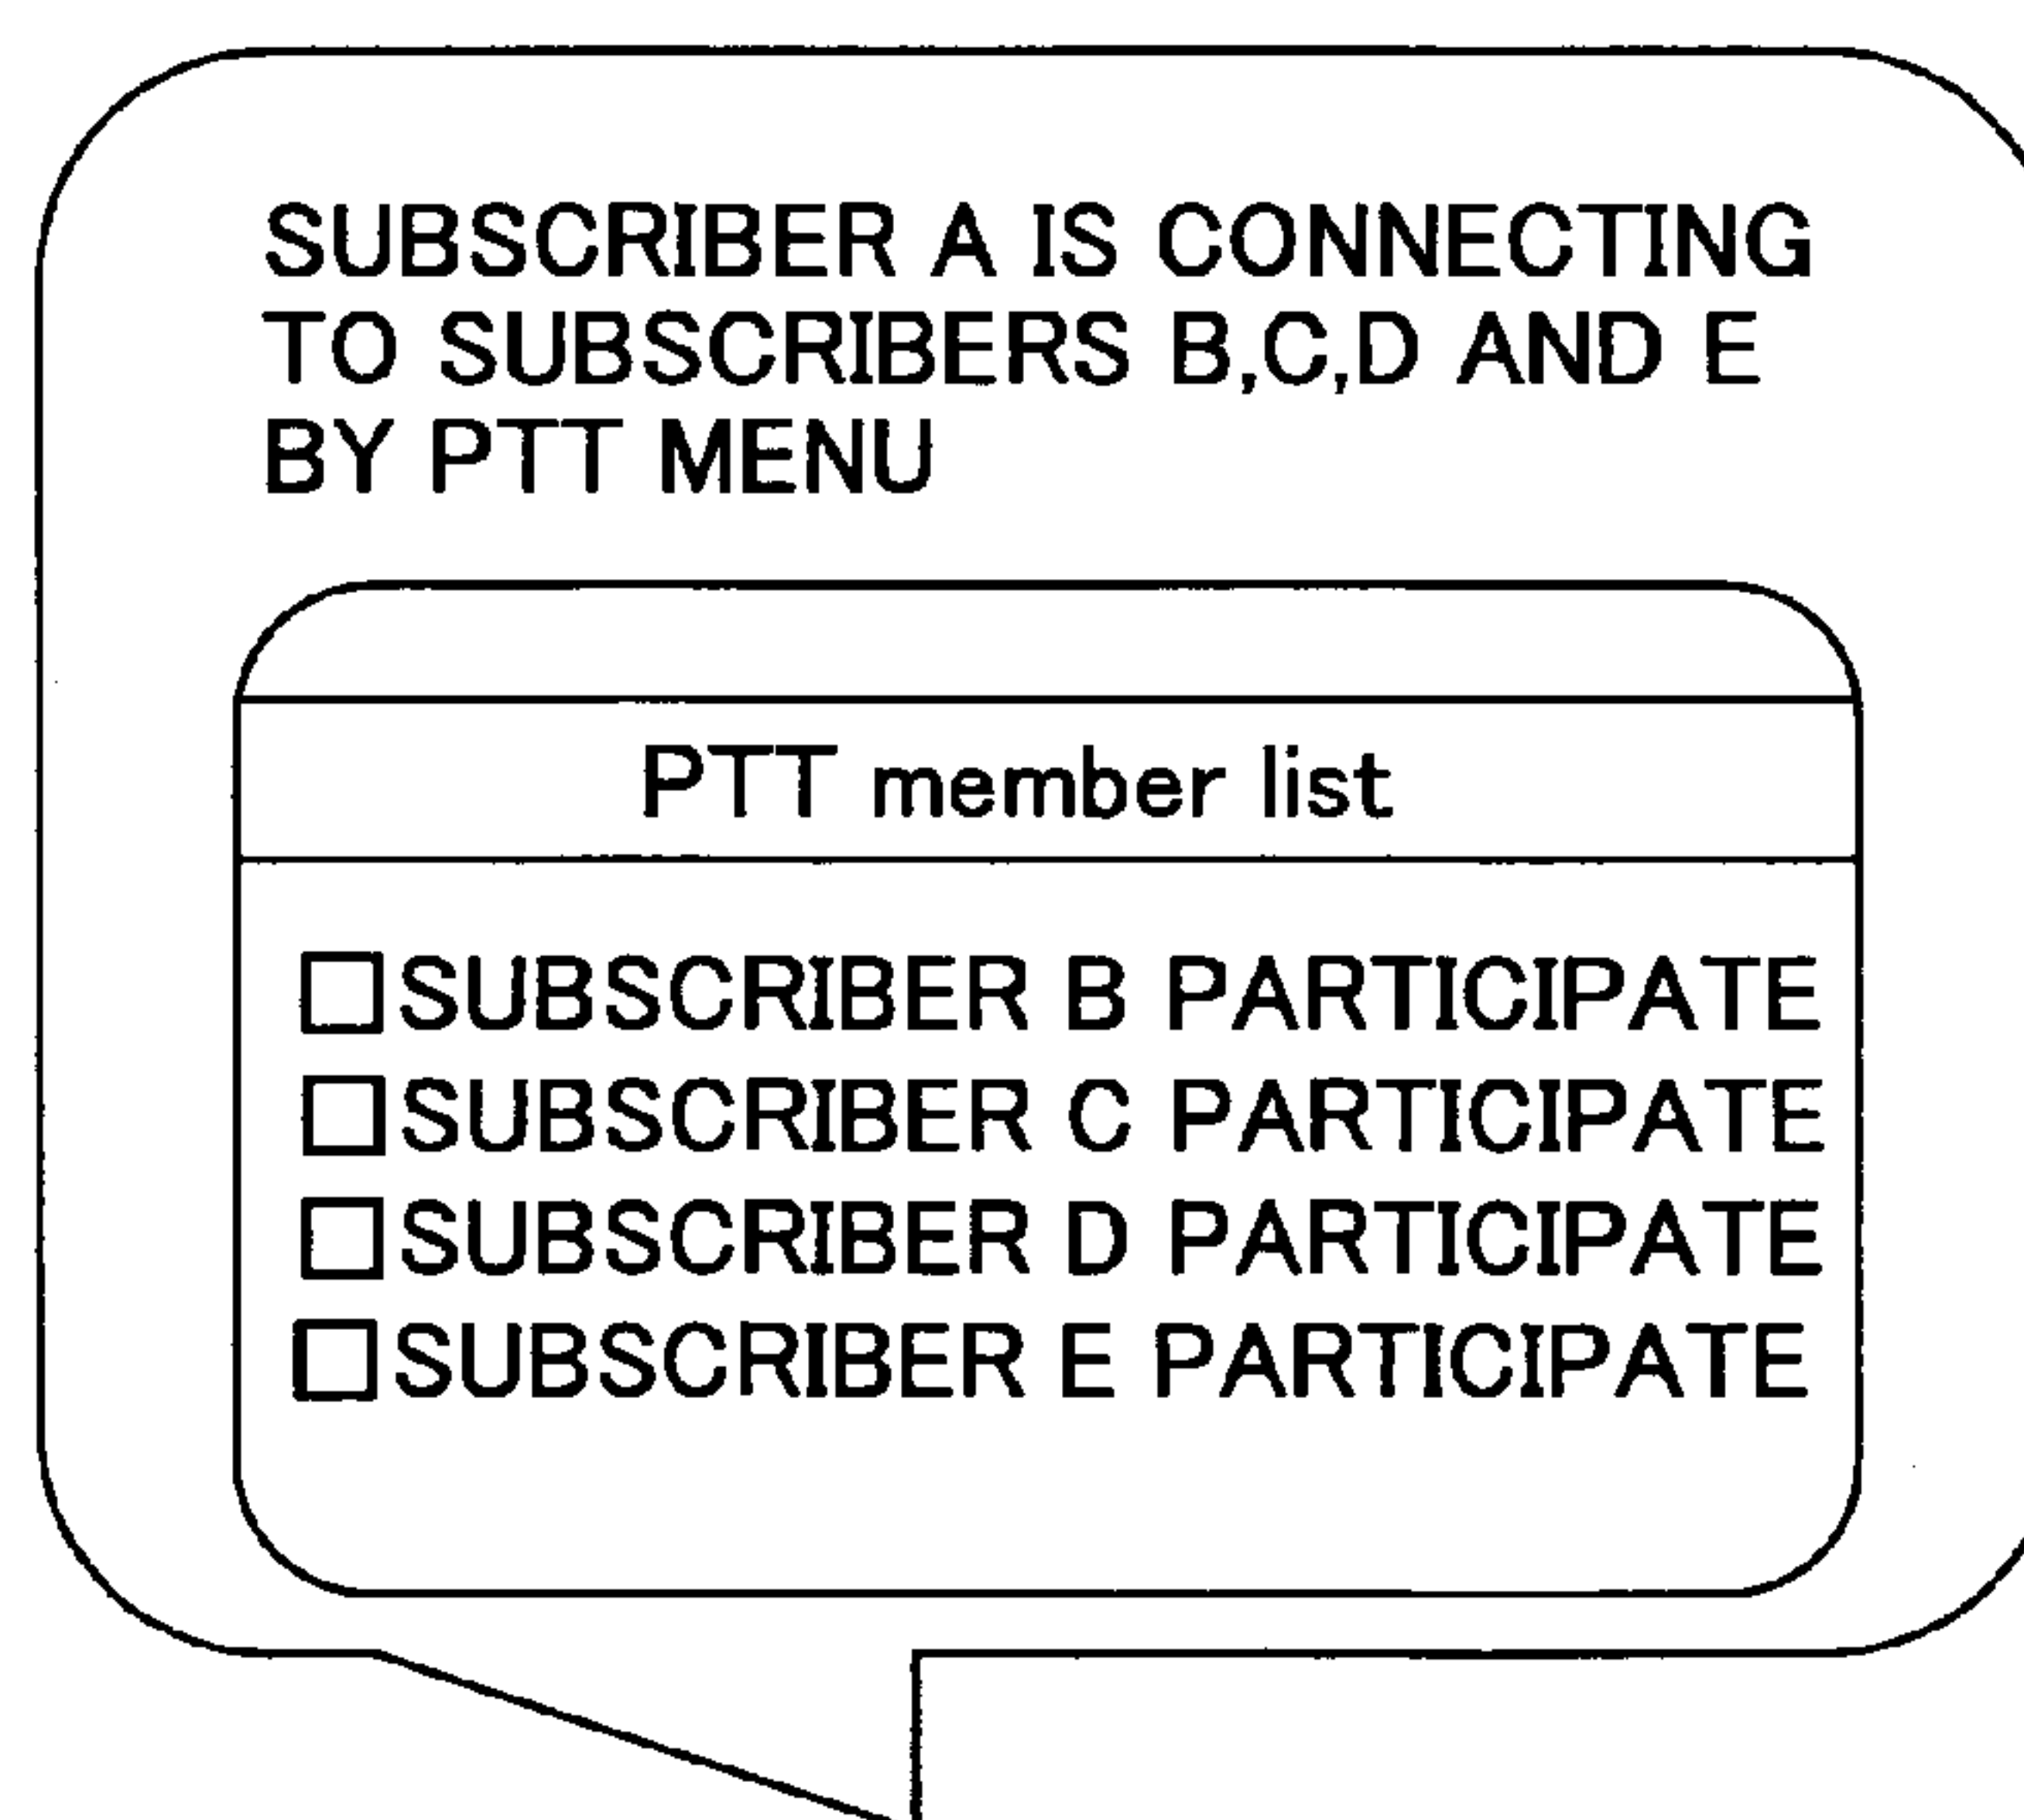 SUBSCRIBER A IS CONNECTING
TO SUBSCRIBERS B,C,D AND E
BY PTT MENU
PTT member list
□SUBSCRIBER B PARTICIPATE
□SUBSCRIBER C PARTICIPATE
□SUBSCRIBER D PARTICIPATE
□SUBSCRIBER E PARTICIPATE